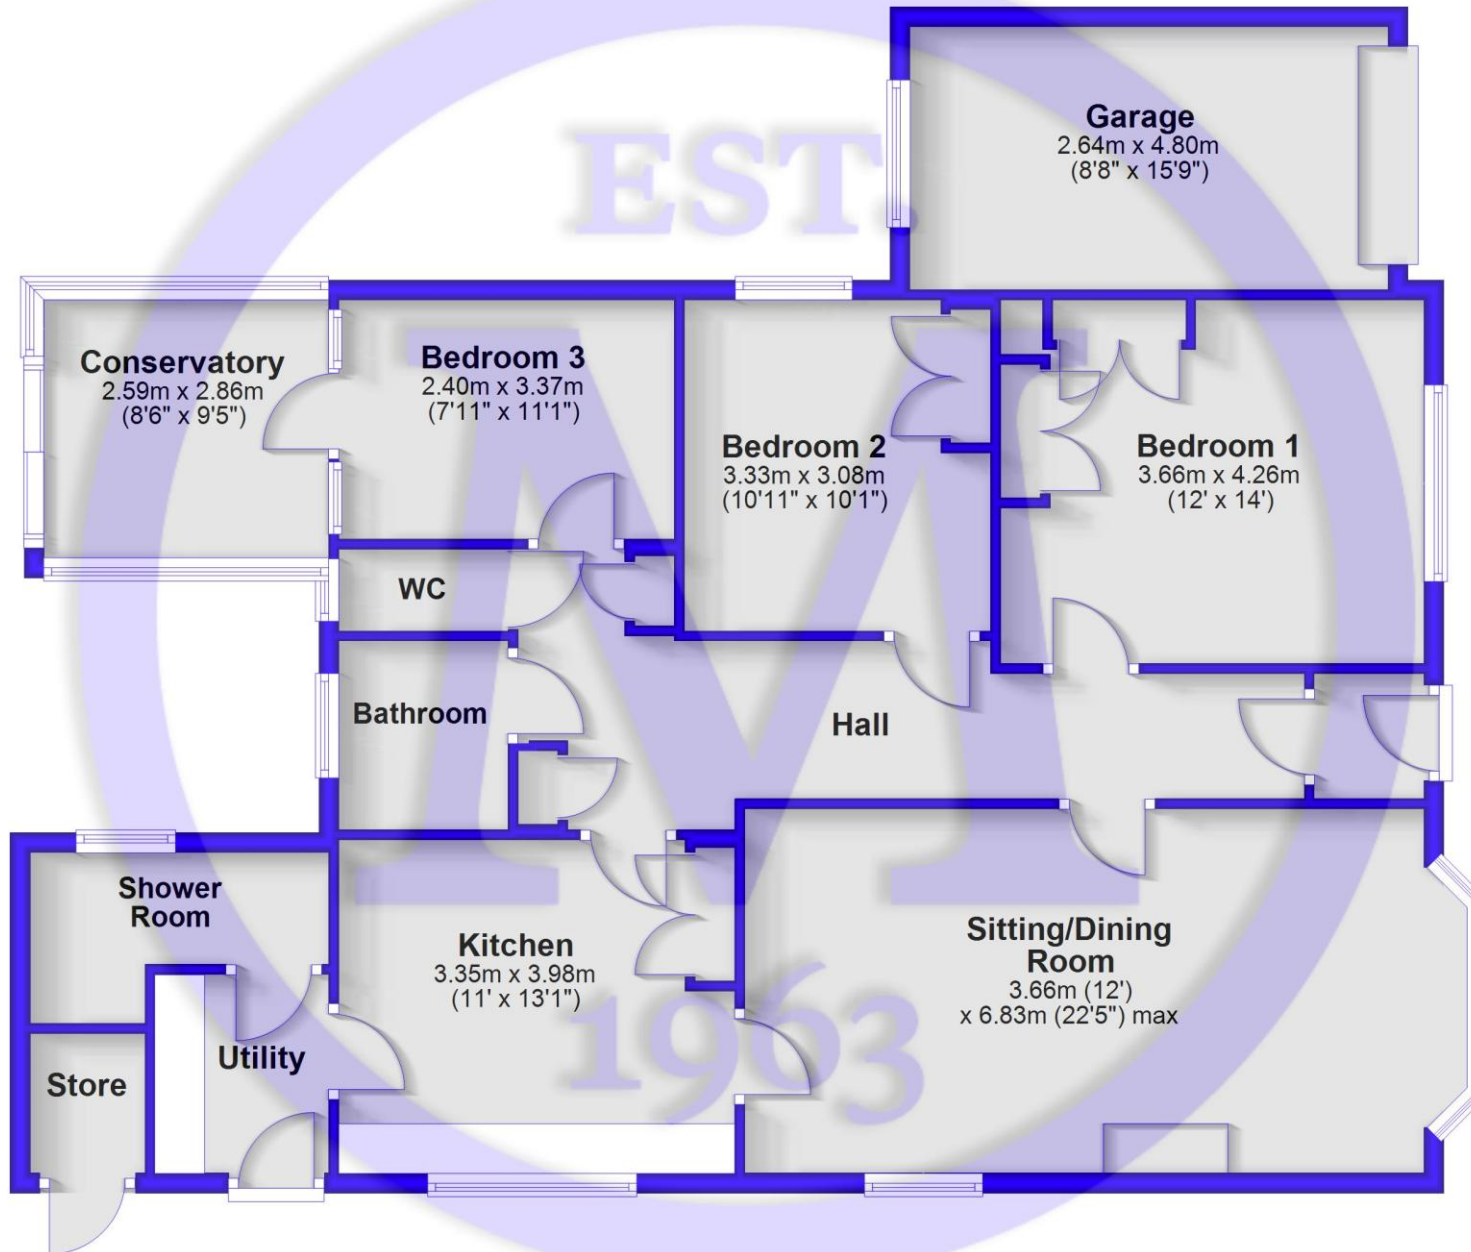 EST.
Garage
2.64m x 4.80m
(8'8" x 15'9")
Conservatory
2.59m x 2.86m
(8'6" x 9'5")
Bedroom 3
2.40m x 3.37m
(7'11" x 11'1")
Bedroom 2
3.33m x 3.08m
(10'11" x 10'1")
Bedroom 1
3.66m x 4.26m
(12' x 14')
WC
Bathroom
Hall
Shower
Room
Kitchen
3.35m x 3.98m
(11' x 13'1")
Sitting/Dining
Room
3.66m (12')
x 6.83m (22'5") max
Utility
Store
M
1963